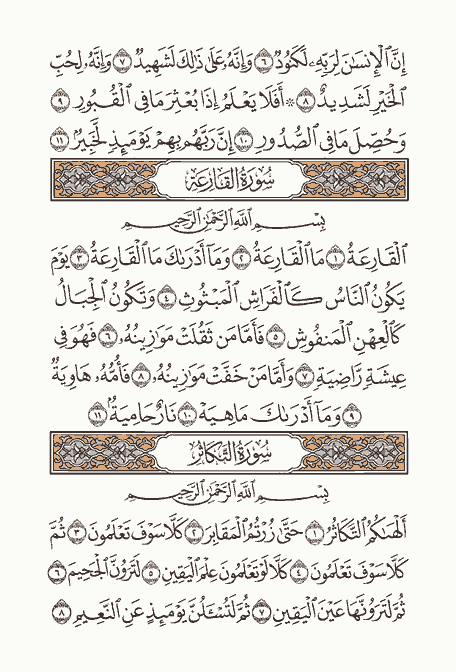 إِنَّ ٱلْإِنسَٰنَ لِرَبِّهِۦ لَكَنُودٌ ٦ وَإِنَّهُۥ عَلَىٰ ذَٰلِكَ لَشَهِيدٌ ٧ وَإِنَّهُۥ لِحُبِّ
ٱلْخَيْرِ لَشَدِيدٌ ٨ ۞ أَفَلَا يَعْلَمُ إِذَا بُعْثِرَ مَا فِي ٱلْقُبُورِ ٩
وَحُصِّلَ مَا فِي ٱلصُّدُورِ ١٠ إِنَّ رَبَّهُم بِهِمْ يَوْمَئِذٍ لَّخَبِيرٌۢ ١١
سُورَةُ القَارِعَةِ
بِسْمِ ٱللَّهِ ٱلرَّحْمَٰنِ ٱلرَّحِيمِ
ٱلْقَارِعَةُ ١ مَا ٱلْقَارِعَةُ ٢ وَمَآ أَدْرَىٰكَ مَا ٱلْقَارِعَةُ ٣ يَوْمَ
يَكُونُ ٱلنَّاسُ كَٱلْفَرَاشِ ٱلْمَبْثُوثِ ٤ وَتَكُونُ ٱلْجِبَالُ
كَٱلْعِهْنِ ٱلْمَنفُوشِ ٥ فَأَمَّا مَن ثَقُلَتْ مَوَٰزِينُهُۥ ٦ فَهُوَ فِي
عِيشَةٍ رَّاضِيَةٍ ٧ وَأَمَّا مَنْ خَفَّتْ مَوَٰزِينُهُۥ ٨ فَأُمُّهُۥ هَاوِيَةٌ
٩ وَمَآ أَدْرَىٰكَ مَا هِيَهْ ١٠ نَارٌ حَامِيَةٌۢ ١١
سُورَةُ التَّكَاثُرِ
بِسْمِ ٱللَّهِ ٱلرَّحْمَٰنِ ٱلرَّحِيمِ
أَلْهَىٰكُمُ ٱلتَّكَاثُرُ ١ حَتَّىٰ زُرْتُمُ ٱلْمَقَابِرَ ٢ كَلَّا سَوْفَ تَعْلَمُونَ ٣ ثُمَّ
كَلَّا سَوْفَ تَعْلَمُونَ ٤ كَلَّا لَوْ تَعْلَمُونَ عِلْمَ ٱلْيَقِينِ ٥ لَتَرَوُنَّ ٱلْجَحِيمَ ٦
ثُمَّ لَتَرَوُنَّهَا عَيْنَ ٱلْيَقِينِ ٧ ثُمَّ لَتُسْـَٔلُنَّ يَوْمَئِذٍ عَنِ ٱلنَّعِيمِ ٨